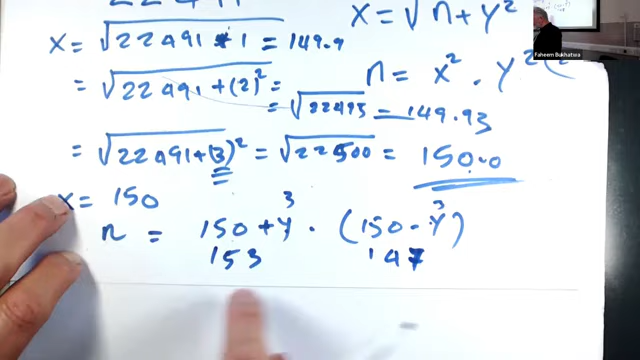 x = √n + y²
x = √22491 + 1 = 149.9
= √22491 + (2)² =
n = x² · y²
= √22495 = 149.93
= √22491 + (3)² = √22500 = 150.0
x = 150
3 3
n = 150 + y · (150 - y)
153 147
Faheem Bukhatwa